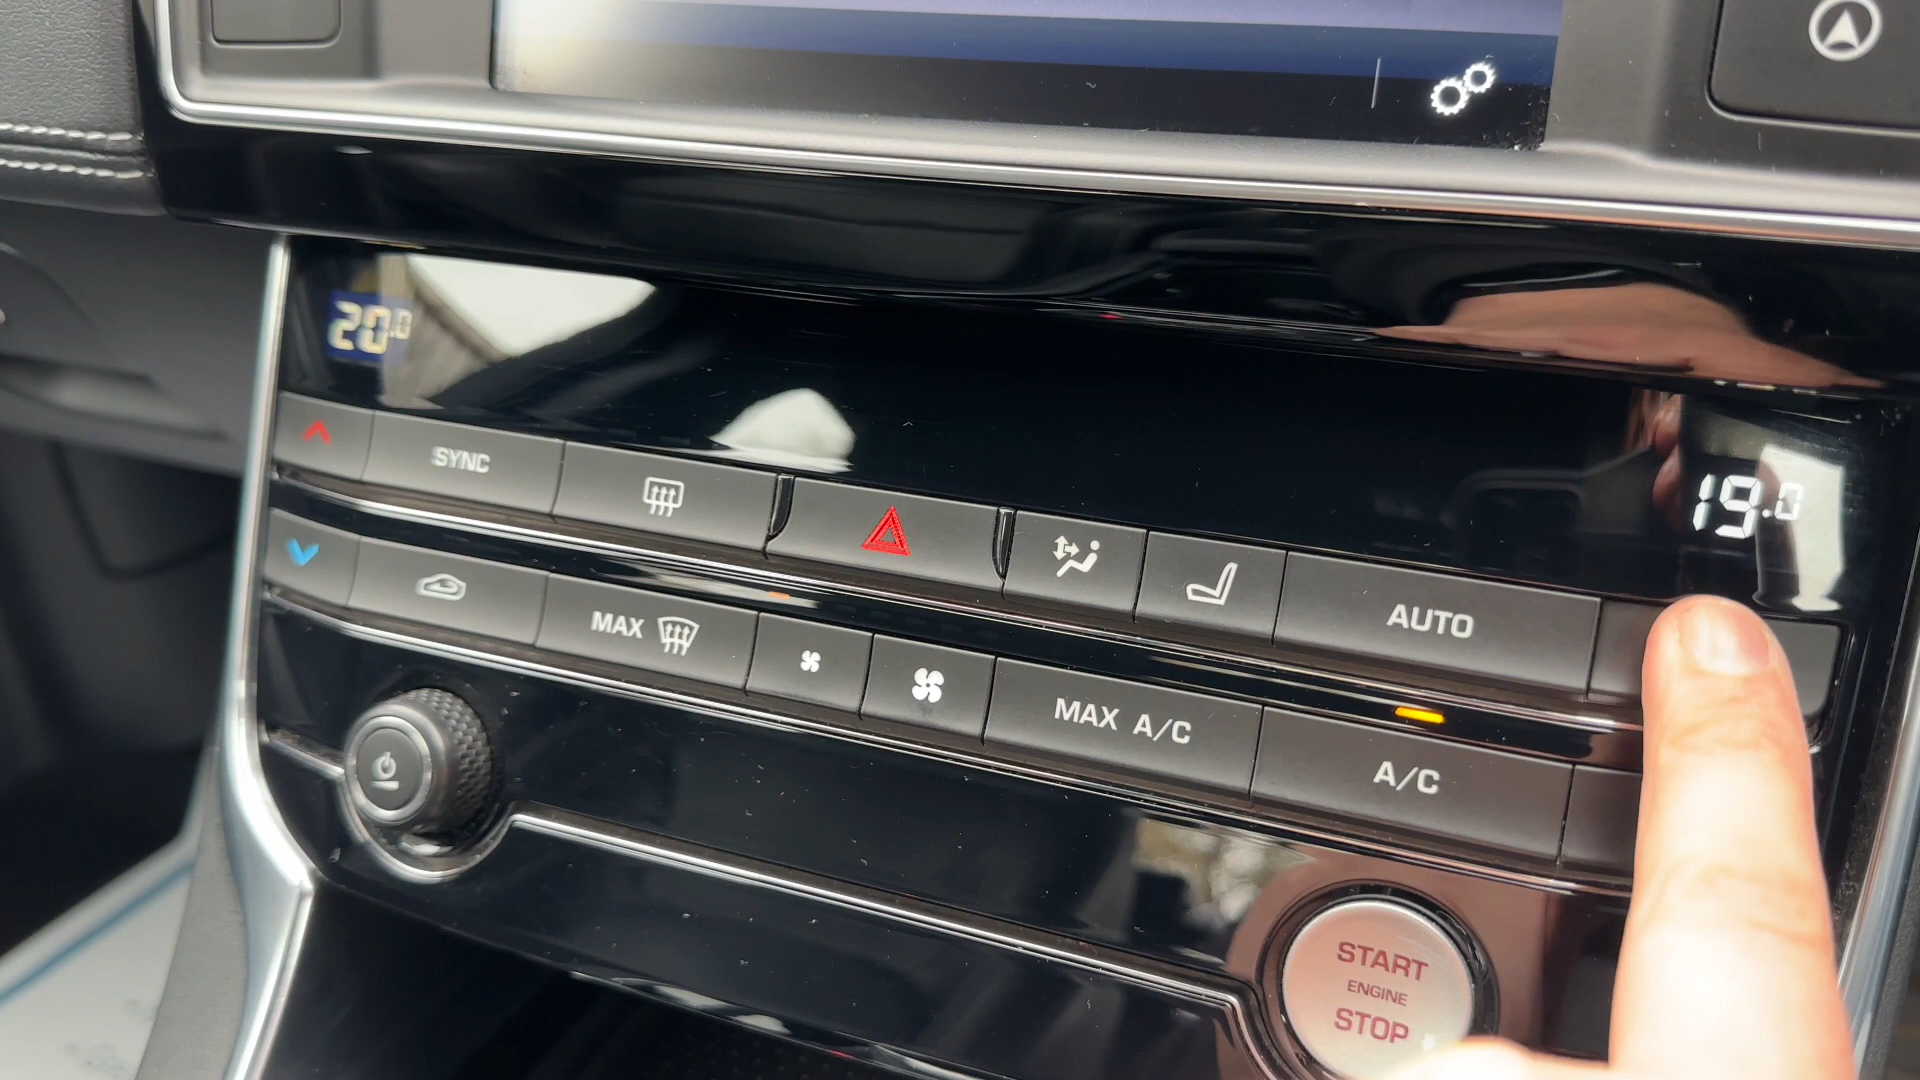 20.0
19.0
SYNC
AUTO
MAX
MAX A/C
A/C
START
ENGINE
STOP